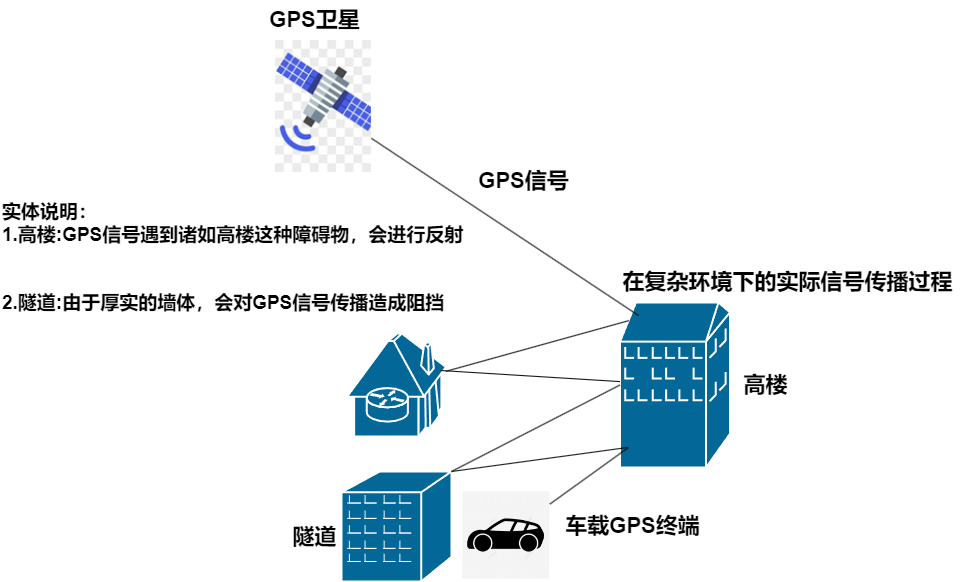 GPS卫星
GPS信号
实体说明：
1.高楼:GPS信号遇到诸如高楼这种障碍物，会进行反射
在复杂环境下的实际信号传播过程
2.隧道:由于厚实的墙体，会对GPS信号传播造成阻挡
高楼
车载GPS终端
隧道